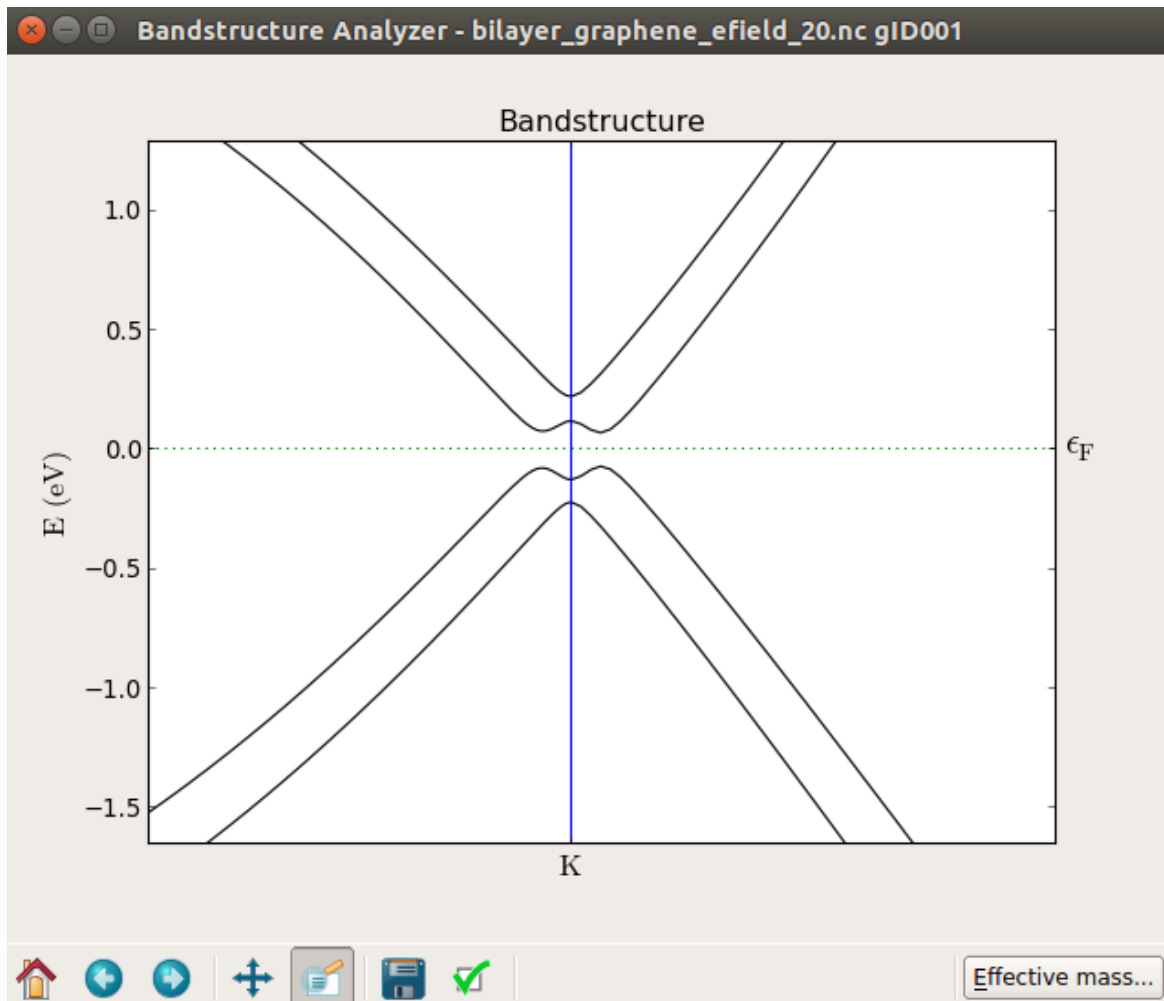 Bandstructure Analyzer - bilayer_graphene_efield_20.nc gID001
Bandstructure
1.0
0.5
0.0
−0.5
−1.0
−1.5
E (eV)
ϵF
K
Effective mass...